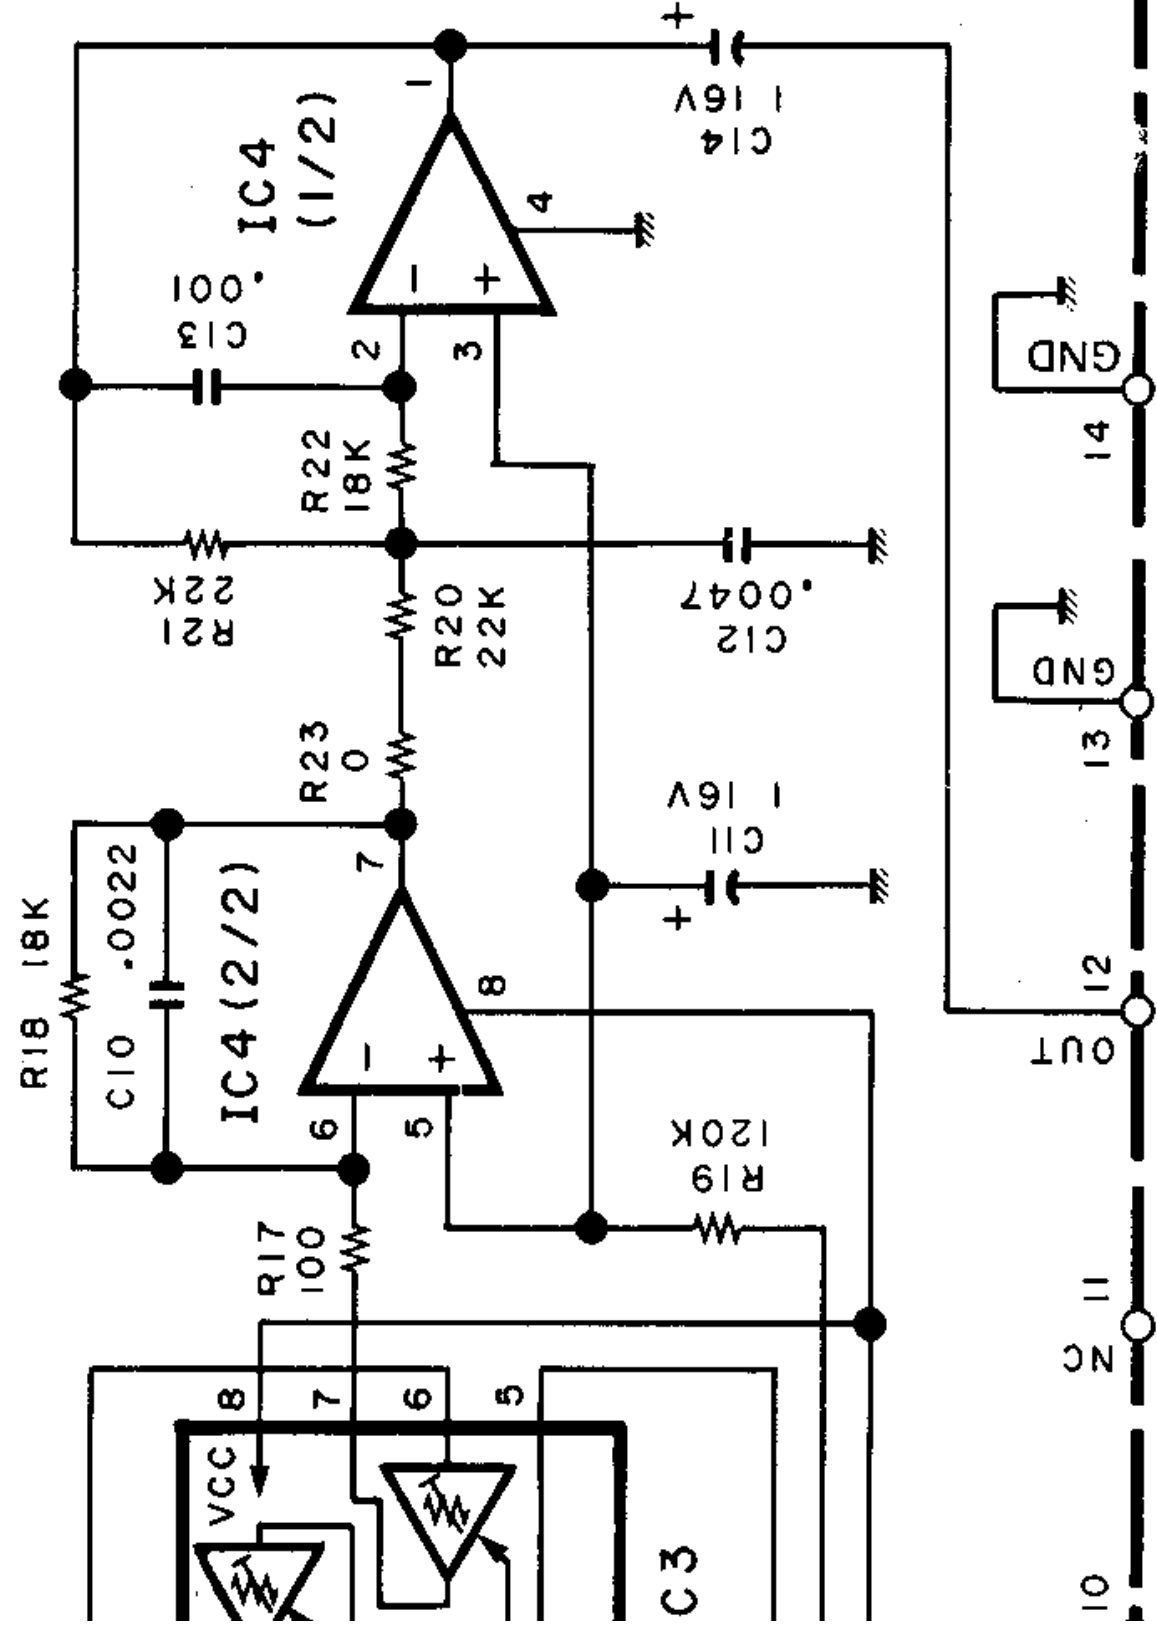 +
1 16V
C14
1
IC4
(1/2)
4
.001
C13
−
+
2
3
GND
14
R22
18K
22K
R21
R20
22K
.0047
C12
GND
13
R23
0
1 16V
C11
+
7
R18 18K
C10 .0022
IC4(2/2)
8
−
+
12
OUT
6
5
120K
R19
R17
100
11
NC
8
7
6
5
VCC
C3
10